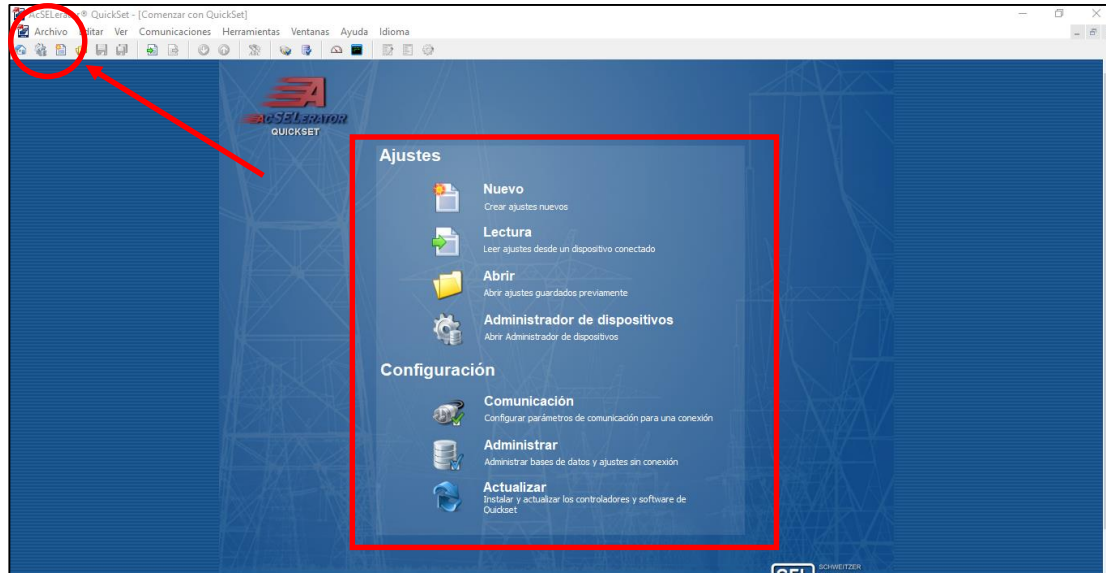 AcSELerator® QuickSet - [Comenzar con QuickSet]
Archivo Editar Ver Comunicaciones Herramientas Ventanas Ayuda Idioma
ACSELERATOR
QUICKSET
Ajustes
Nuevo
Crear ajustes nuevos
Lectura
Leer ajustes desde un dispositivo conectado
Abrir
Abrir ajustes guardados previamente
Administrador de dispositivos
Abrir Administrador de dispositivos
Configuración
Comunicación
Configurar parámetros de comunicación para una conexión
Administrar
Administrar bases de datos y ajustes sin conexión
Actualizar
Instalar y actualizar los controladores y software de
Quickset
SEL SCHWEITZER